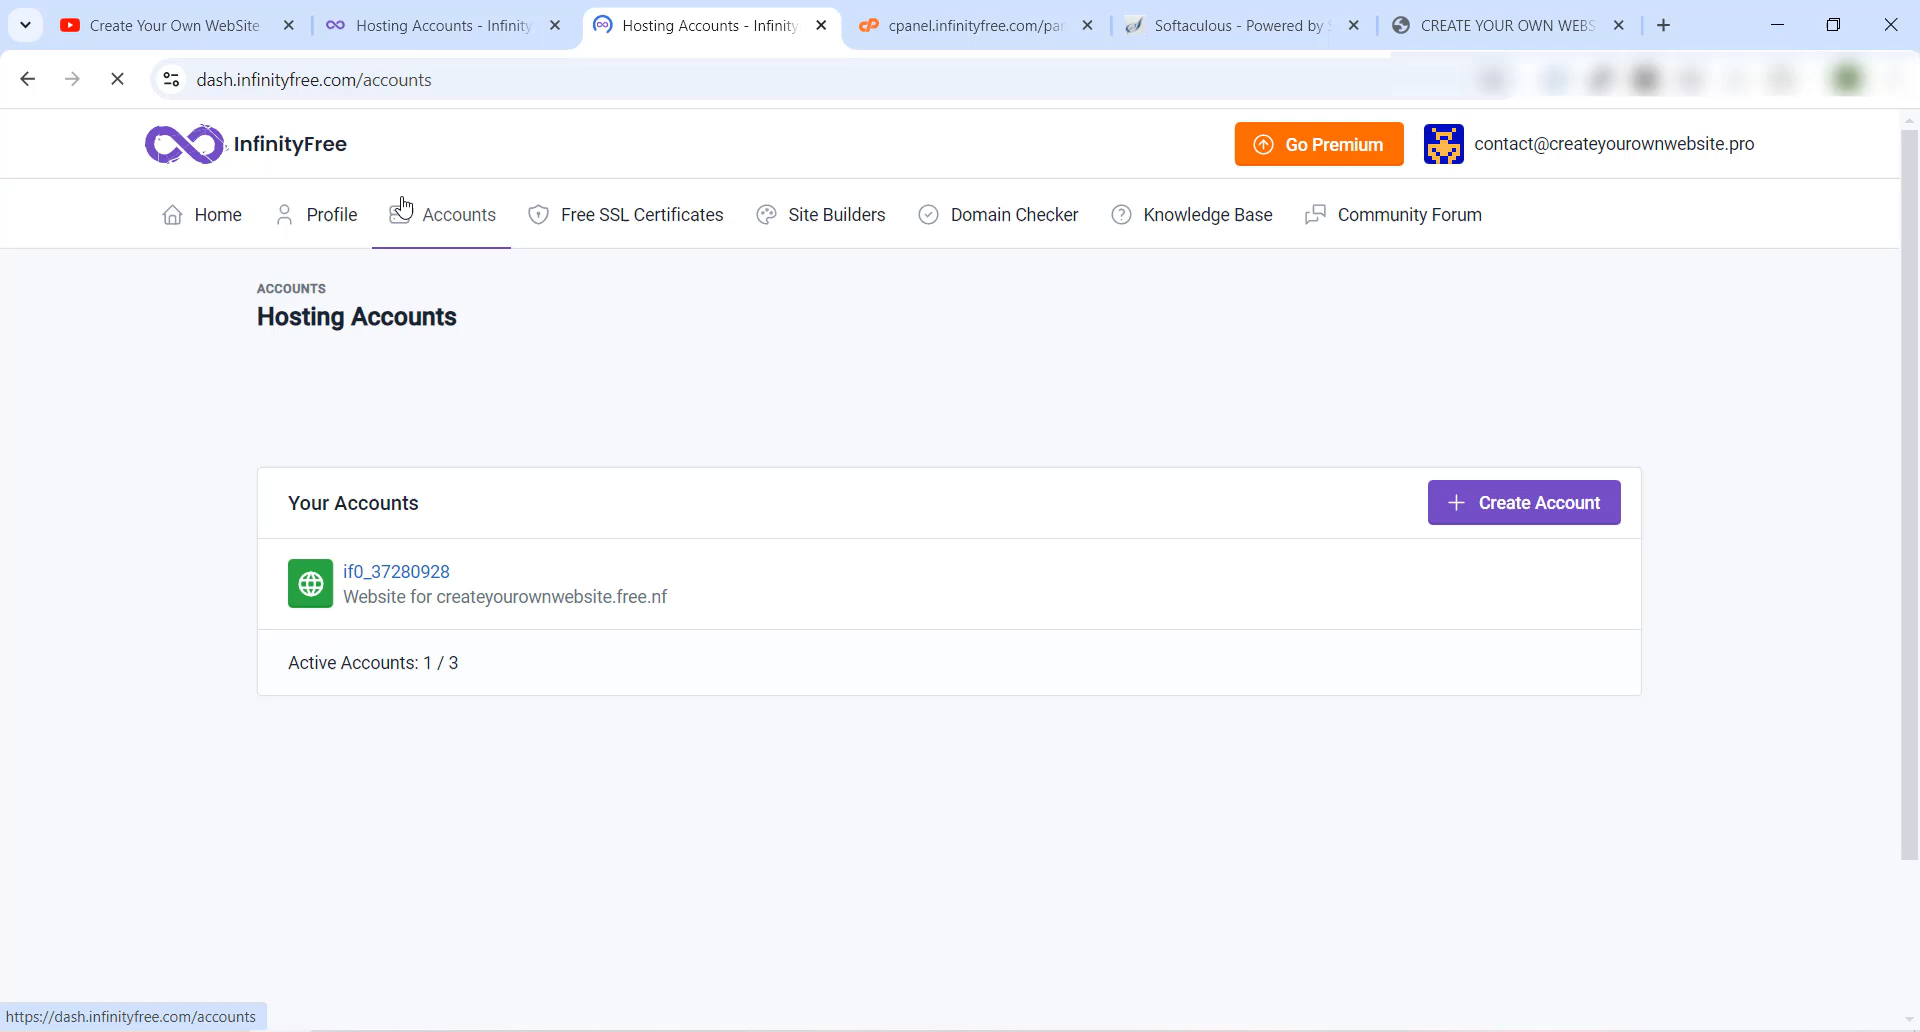 Create Your Own WebSite
Hosting Accounts - Infinity
Hosting Accounts - Infinity
cpanel.infinityfree.com/pa
Softaculous - Powered by
CREATE YOUR OWN WEBS
dash.infinityfree.com/accounts
InfinityFree
Go Premium
contact@createyourownwebsite.pro
Home
Profile
Accounts
Free SSL Certificates
Site Builders
Domain Checker
Knowledge Base
Community Forum
ACCOUNTS
Hosting Accounts
Your Accounts
Create Account
if0_37280928
Website for createyourownwebsite.free.nf
Active Accounts: 1 / 3
https://dash.infinityfree.com/accounts